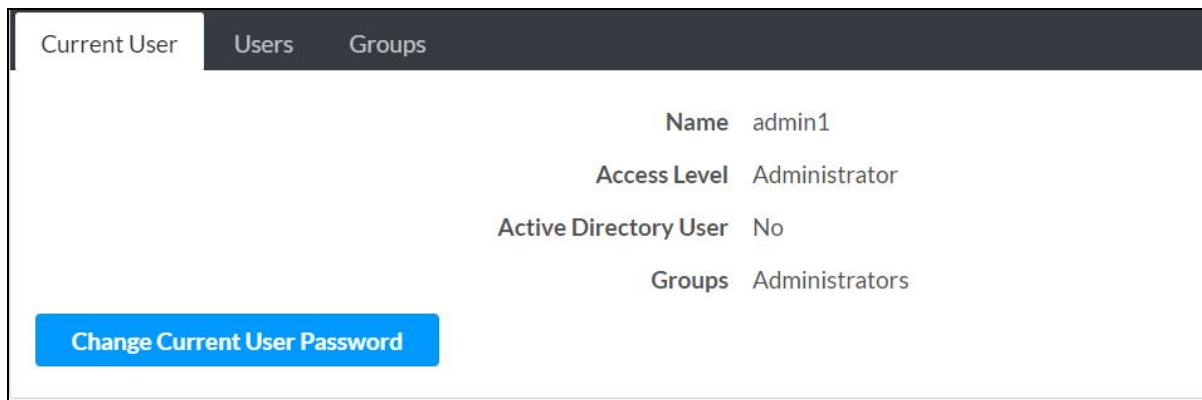 Current User Users Groups
Name admin1
Access Level Administrator
Active Directory User No
Groups Administrators
Change Current User Password